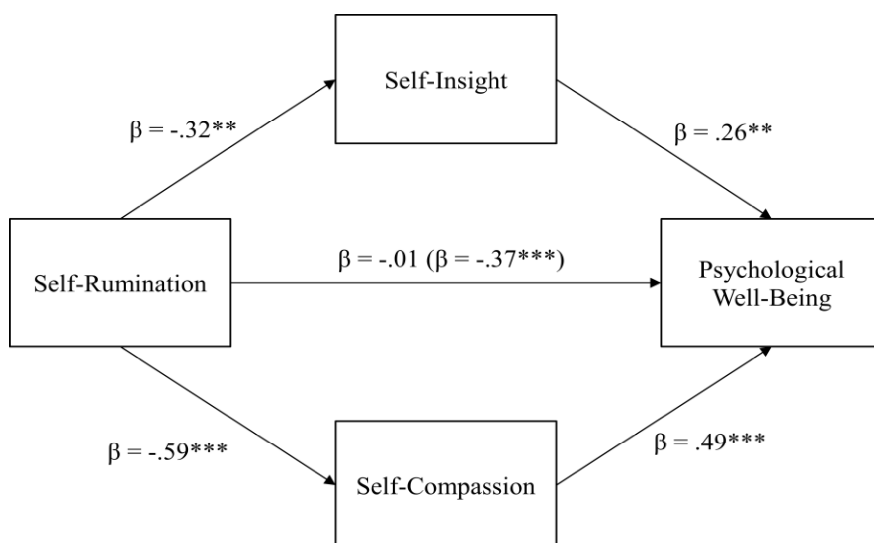 Self-Insight
β = -.32**
β = .26**
Self-Rumination
β = -.01 (β = -.37***)
Psychological
Well-Being
β = -.59***
β = .49***
Self-Compassion